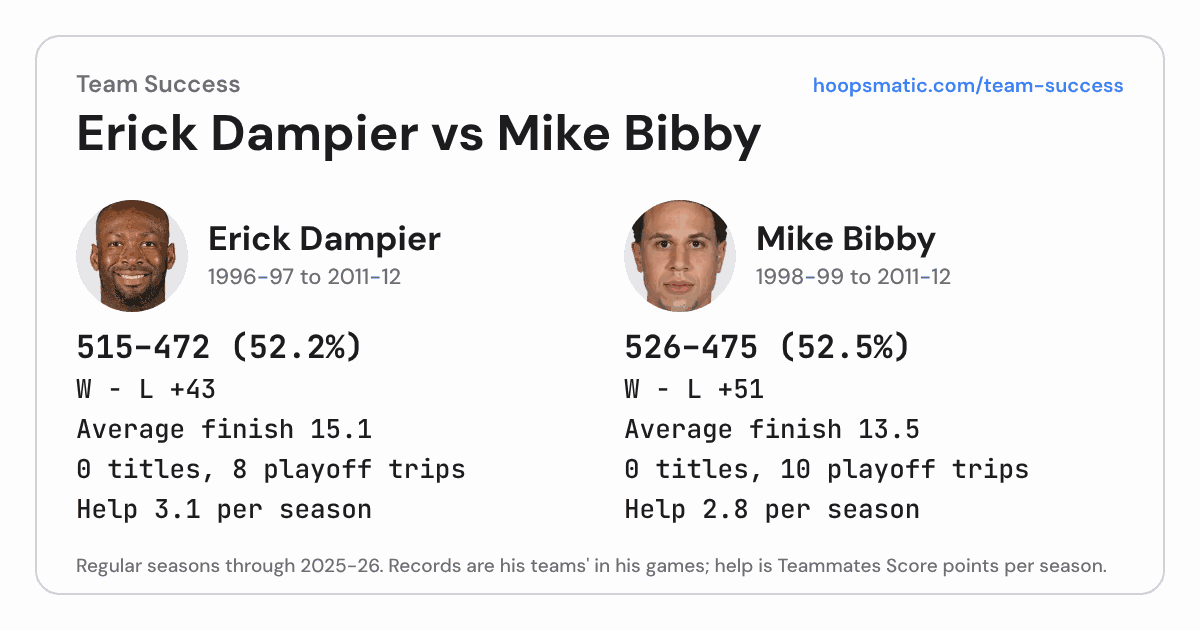 Team Success
hoopsmatic.com/team-success
Erick Dampier vs Mike Bibby
Erick Dampier
1996-97 to 2011-12
515-472 (52.2%)
W - L +43
Average finish 15.1
0 titles, 8 playoff trips
Help 3.1 per season
Mike Bibby
1998-99 to 2011-12
526-475 (52.5%)
W - L +51
Average finish 13.5
0 titles, 10 playoff trips
Help 2.8 per season
Regular seasons through 2025-26. Records are his teams' in his games; help is Teammates Score points per season.